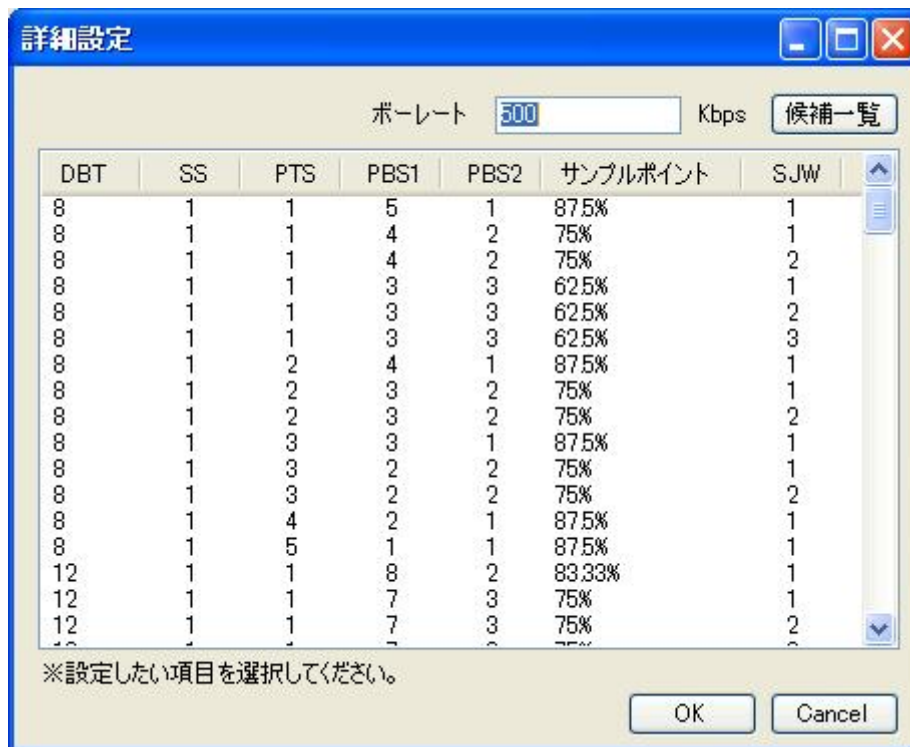 詳細設定
ボーレート 500 Kbps 候補一覧
DBT SS PTS PBS1 PBS2 サンプルポイント SJW
8 1 1 5 1 87.5% 1
8 1 1 4 2 75% 1
8 1 1 4 2 75% 2
8 1 1 3 3 62.5% 1
8 1 1 3 3 62.5% 2
8 1 1 3 3 62.5% 3
8 1 2 4 1 87.5% 1
8 1 2 3 2 75% 1
8 1 2 3 2 75% 2
8 1 3 3 1 87.5% 1
8 1 3 2 2 75% 1
8 1 3 2 2 75% 2
8 1 4 2 1 87.5% 1
8 1 5 1 1 87.5% 1
12 1 1 8 2 83.33% 1
12 1 1 7 3 75% 1
12 1 1 7 3 75% 2
※設定したい項目を選択してください。
OK Cancel